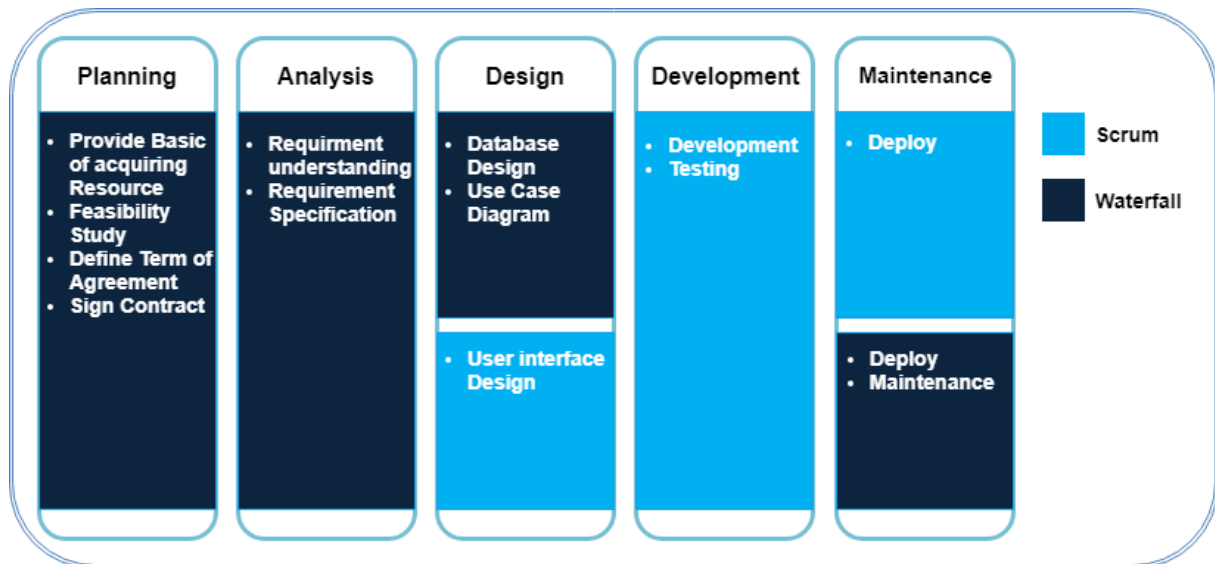 Planning
• Provide Basic
of acquiring
Resource
• Feasibility
Study
• Define Term of
Agreement
• Sign Contract
Analysis
• Requirment
understanding
• Requirement
Specification
Design
• Database
Design
• Use Case
Diagram
• User interface
Design
Development
• Development
• Testing
Maintenance
• Deploy
• Deploy
• Maintenance
Scrum
Waterfall